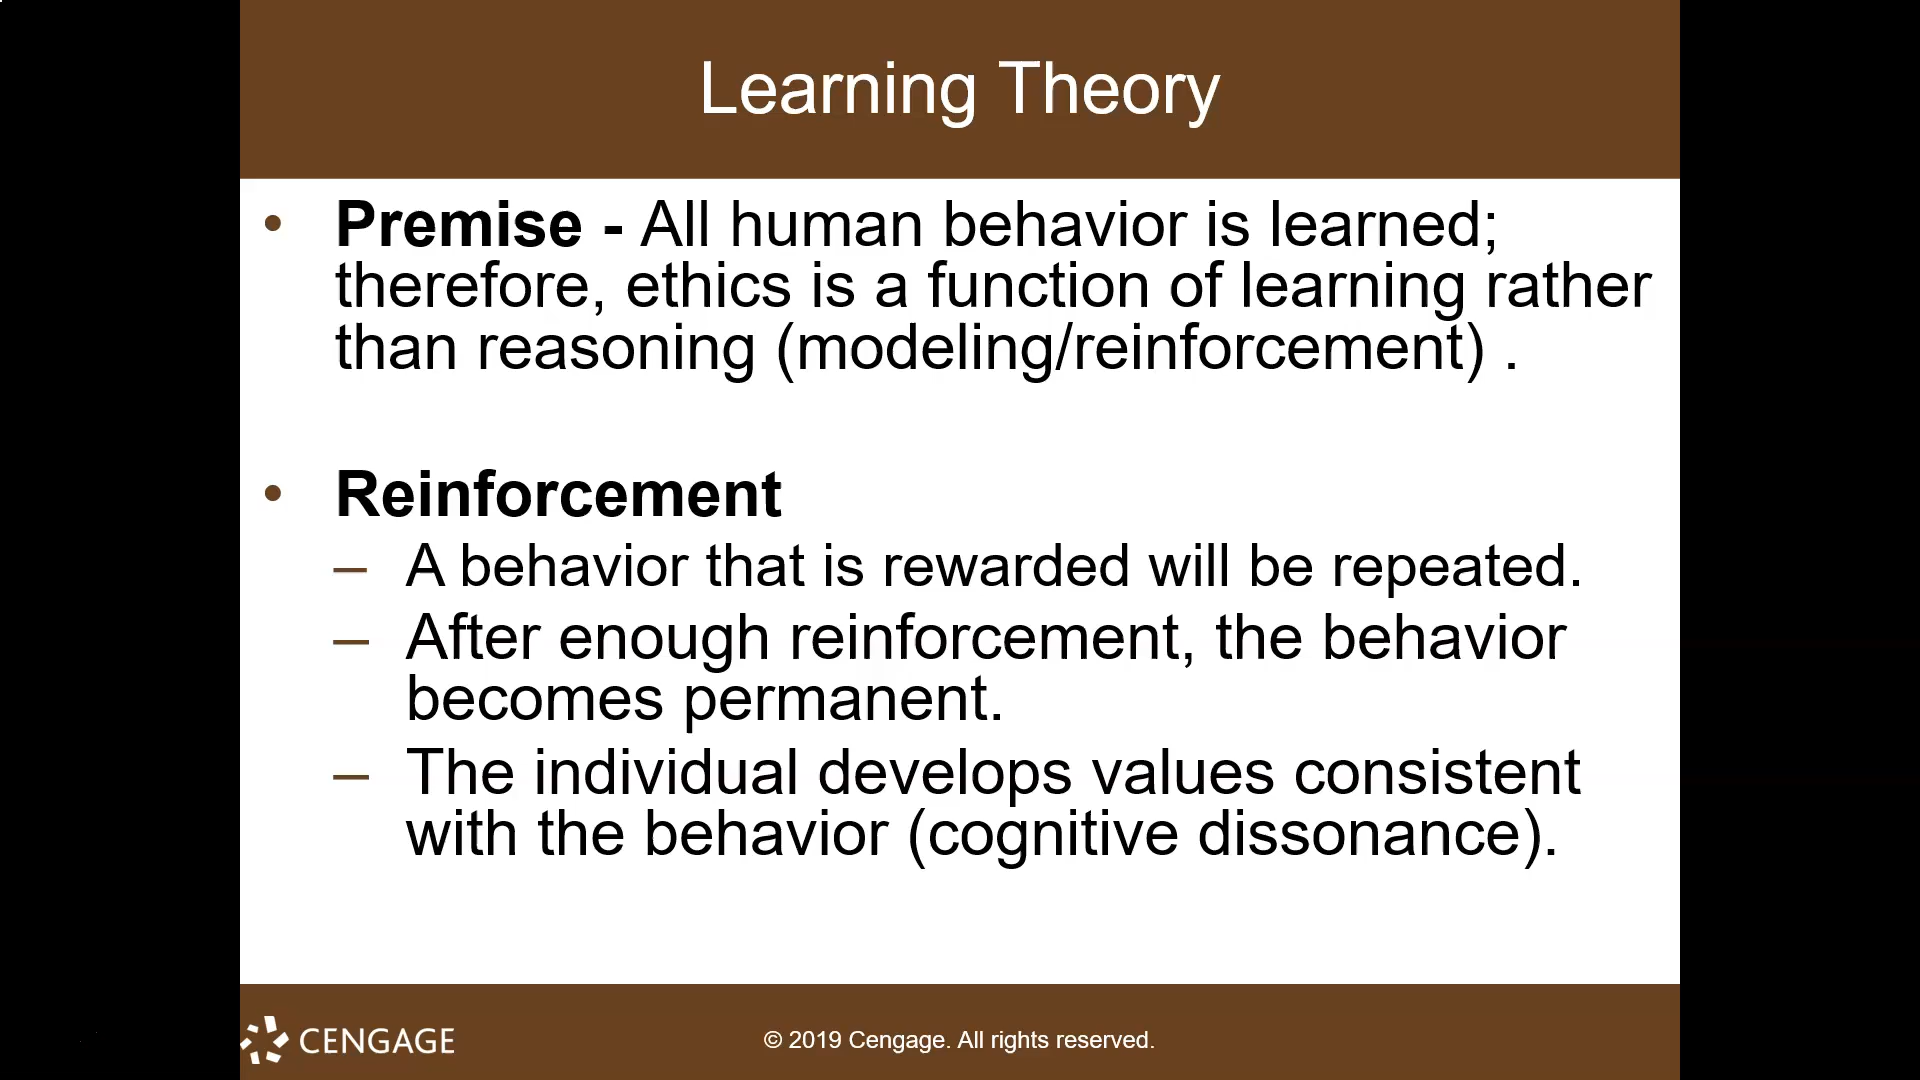 Learning Theory
• Premise - All human behavior is learned;
therefore, ethics is a function of learning rather
than reasoning (modeling/reinforcement) .
• Reinforcement
– A behavior that is rewarded will be repeated.
– After enough reinforcement, the behavior
becomes permanent.
– The individual develops values consistent
with the behavior (cognitive dissonance).
CENGAGE
© 2019 Cengage. All rights reserved.